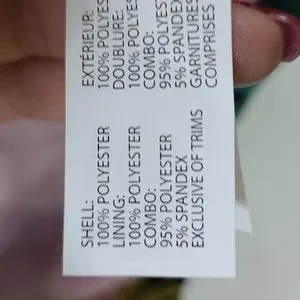 SHELL:
100% POLYESTER
LINING:
100% POLYESTER
COMBO:
95% POLYESTER
5% SPANDEX
EXCLUSIVE OF TRIMS
EXTÉRIEUR:
100% POLYES
DOUBLURE:
100% POLYES
COMBO:
95% POLYES
5% SPANDEX
GARNITURES
COMPRISES